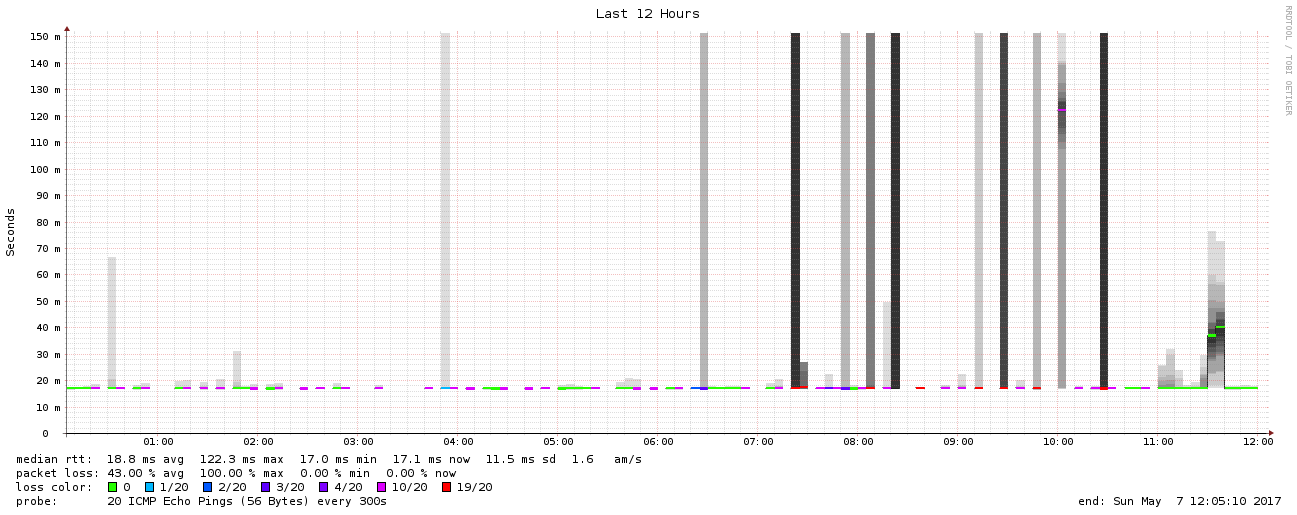 Last 12 Hours
RRDTOOL / TOBI OETIKER
Seconds
150 m
140 m
130 m
120 m
110 m
100 m
90 m
80 m
70 m
60 m
50 m
40 m
30 m
20 m
10 m
0
01:00 02:00 03:00 04:00 05:00 06:00 07:00 08:00 09:00 10:00 11:00 12:00
median rtt: 18.8 ms avg 122.3 ms max 17.0 ms min 17.1 ms now 11.5 ms sd 1.6 am/s
packet loss: 43.00 % avg 100.00 % max 0.00 % min 0.00 % now
loss color: 0 1/20 2/20 3/20 4/20 10/20 19/20
probe: 20 ICMP Echo Pings (56 Bytes) every 300s end: Sun May 7 12:05:10 2017